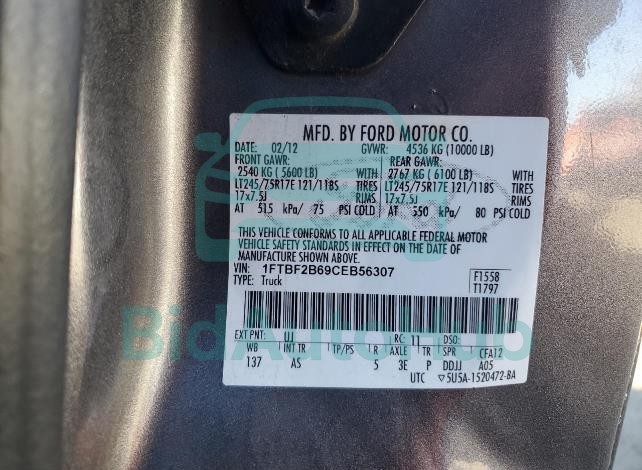 MFD. BY FORD MOTOR CO.
DATE: 02/12 GVWR: 4536 KG (10000 LB)
FRONT GAWR: REAR GAWR:
2540 KG ( 5600 LB) WITH 2767 KG ( 6100 LB) WITH
LT245/75R17E 121/118S TIRES LT245/75R17E 121/118S TIRES
17x7.5J RIMS 17x7.5J RIMS
AT 515 kPa/ 75 PSI COLD AT 550 kPa/ 80 PSI COLD
THIS VEHICLE CONFORMS TO ALL APPLICABLE FEDERAL MOTOR
VEHICLE SAFETY STANDARDS IN EFFECT ON THE DATE OF
MANUFACTURE SHOWN ABOVE.
VIN: 1FTBF2B69CEB56307 F1558
TYPE: Truck T1797
EXT PNT: UJ RC: 11 DSO:
WB INT TR TP/PS R AXLE TR SPR CFA12
137 AS 5 3E P DDJJ A05
UTC ▽5U5A-1520472-BA
BidAutoHub